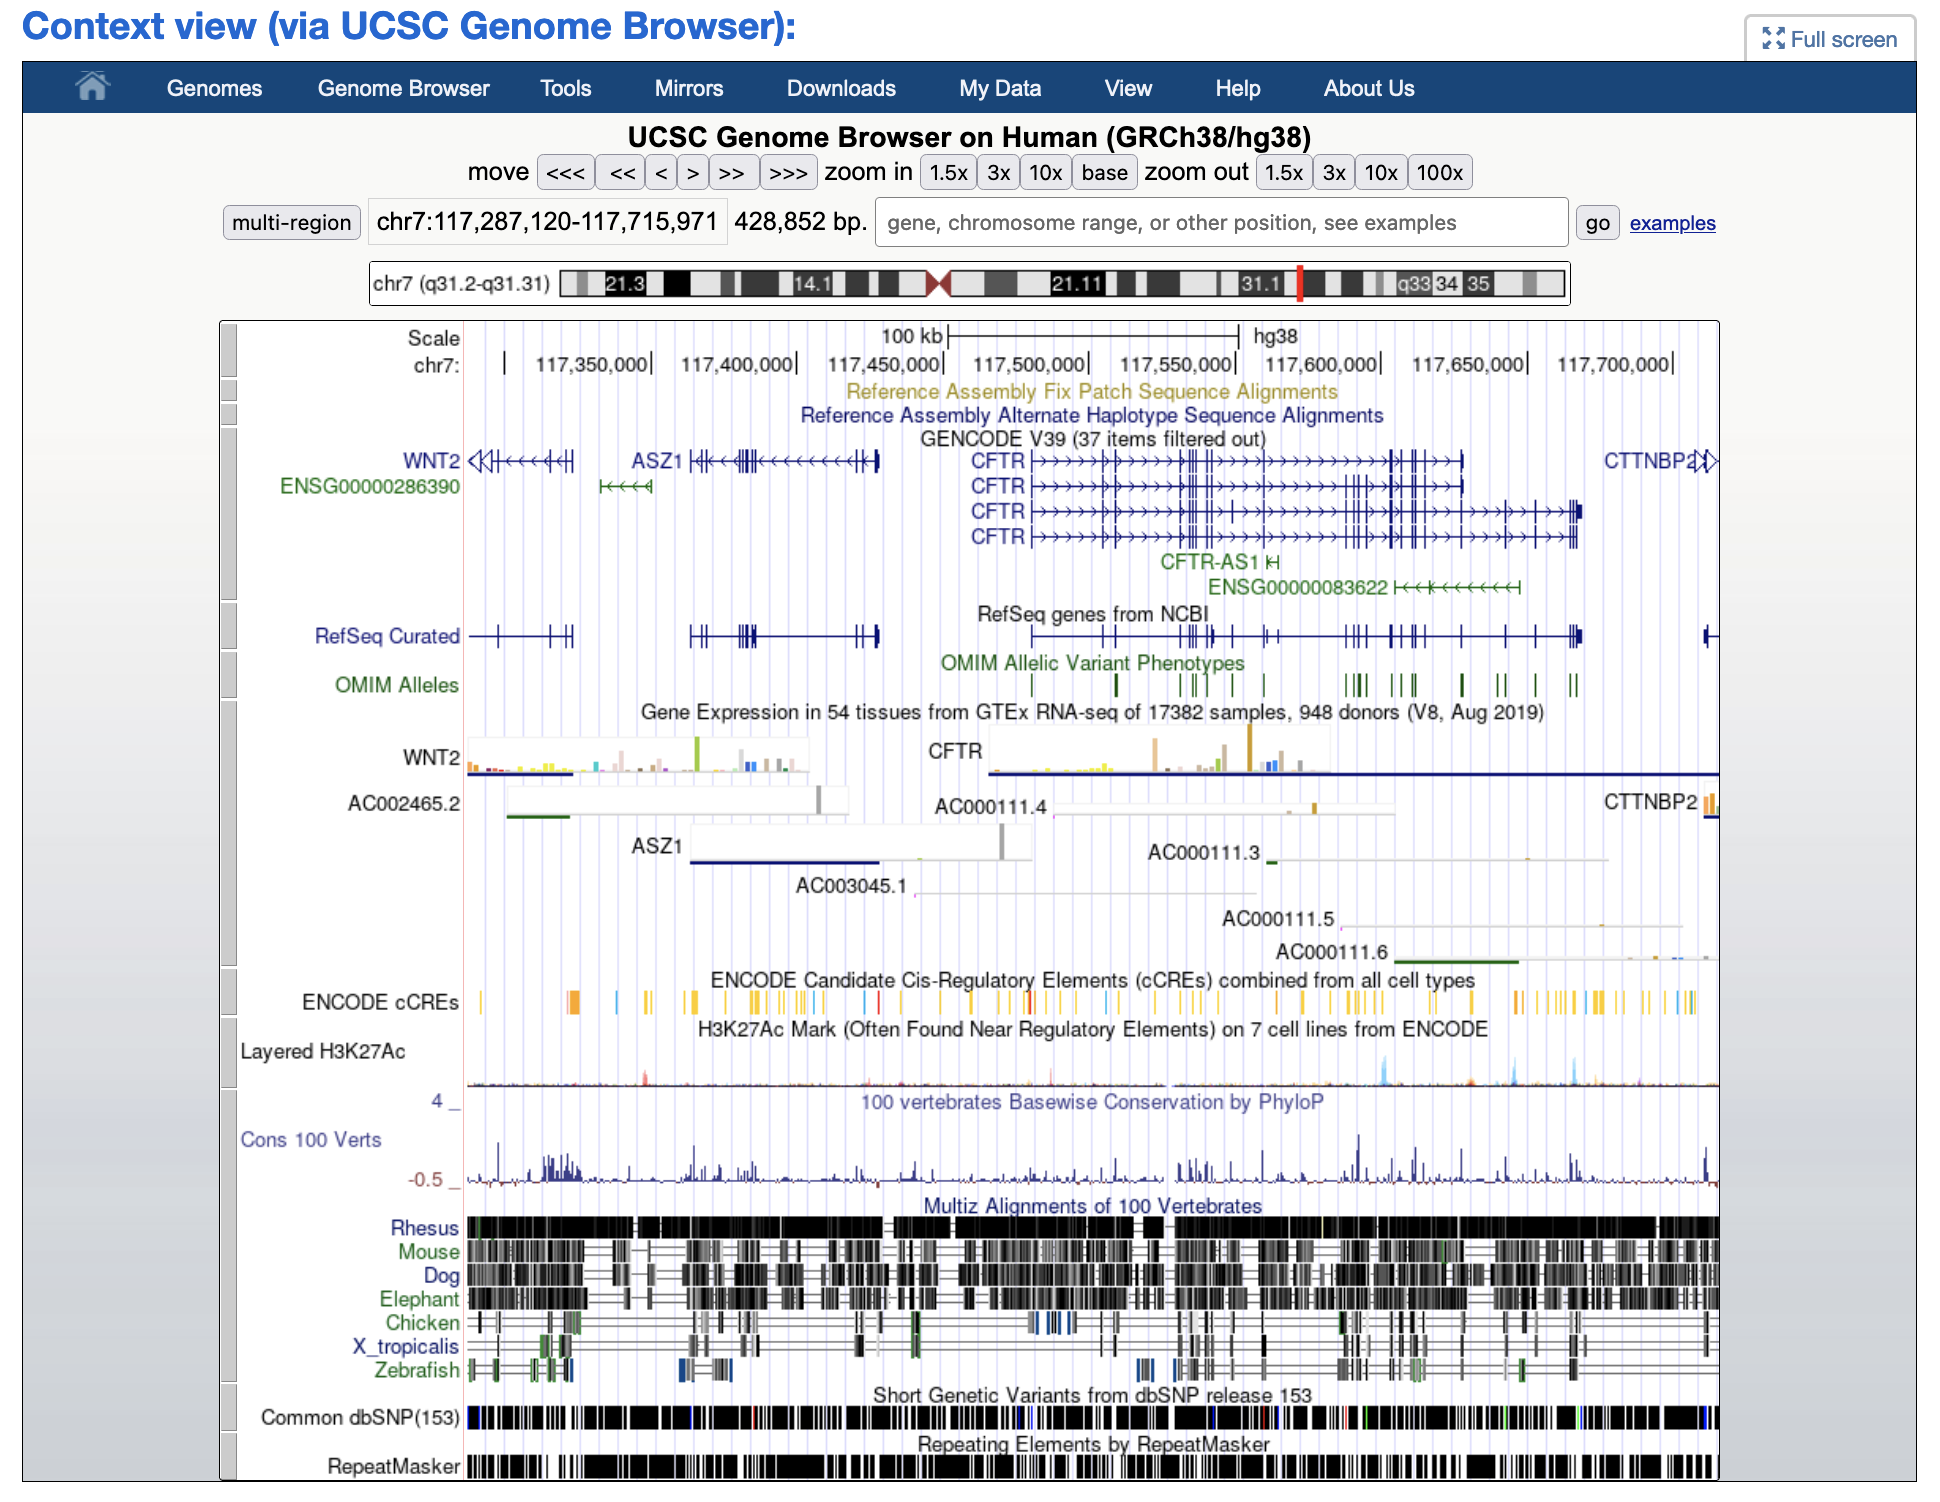 Context view (via UCSC Genome Browser):
Full screen
Genomes Genome Browser Tools Mirrors Downloads My Data View Help About Us
UCSC Genome Browser on Human (GRCh38/hg38)
move <<< << < > >> >>> zoom in 1.5x 3x 10x base zoom out 1.5x 3x 10x 100x
multi-region chr7:117,287,120-117,715,971 428,852 bp. gene, chromosome range, or other position, see examples go examples
chr7 (q31.2-q31.31) 21.3 14.1 21.11 31.1 q33 34 35
Scale 100 kb hg38
chr7: 117,350,000 117,400,000 117,450,000 117,500,000 117,550,000 117,600,000 117,650,000 117,700,000
Reference Assembly Fix Patch Sequence Alignments
Reference Assembly Alternate Haplotype Sequence Alignments
GENCODE V39 (37 items filtered out)
WNT2 ASZ1 CFTR CTTNBP2
ENSG00000286390 CFTR
CFTR
CFTR
CFTR-AS1
ENSG00000083622
RefSeq genes from NCBI
RefSeq Curated
OMIM Allelic Variant Phenotypes
OMIM Alleles
Gene Expression in 54 tissues from GTEx RNA-seq of 17382 samples, 948 donors (V8, Aug 2019)
WNT2 CFTR
AC002465.2 AC000111.4 CTTNBP2
ASZ1 AC000111.3
AC003045.1
AC000111.5
AC000111.6
ENCODE Candidate Cis-Regulatory Elements (cCREs) combined from all cell types
ENCODE cCREs
H3K27Ac Mark (Often Found Near Regulatory Elements) on 7 cell lines from ENCODE
Layered H3K27Ac
4 _ 100 vertebrates Basewise Conservation by PhyloP
Cons 100 Verts
-0.5 _
Multiz Alignments of 100 Vertebrates
Rhesus
Mouse
Dog
Elephant
Chicken
X_tropicalis
Zebrafish
Short Genetic Variants from dbSNP release 153
Common dbSNP(153)
Repeating Elements by RepeatMasker
RepeatMasker